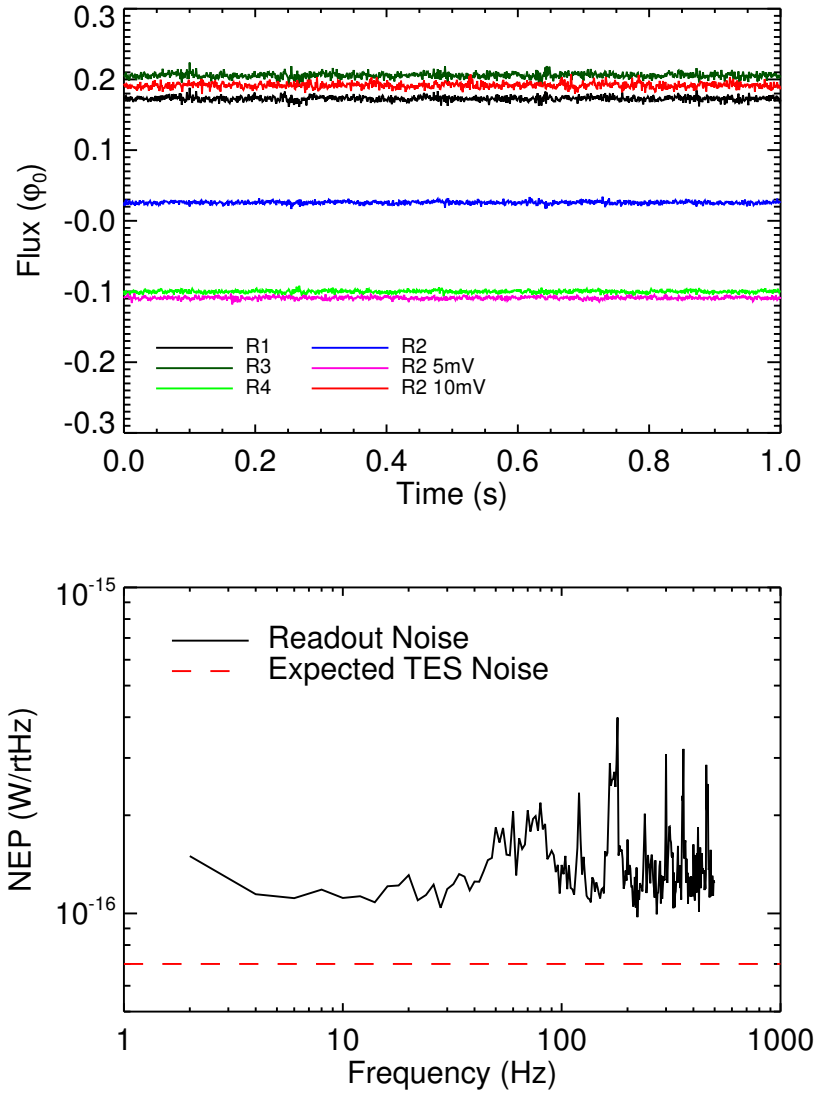 0.3
0.2
0.1
-0.0
-0.1
-0.2
-0.3
Flux (φ0)
R1 R2
R3 R2 5mV
R4 R2 10mV
0.0 0.2 0.4 0.6 0.8 1.0
Time (s)
10-15
10-16
NEP (W/rtHz)
Readout Noise
Expected TES Noise
1 10 100 1000
Frequency (Hz)